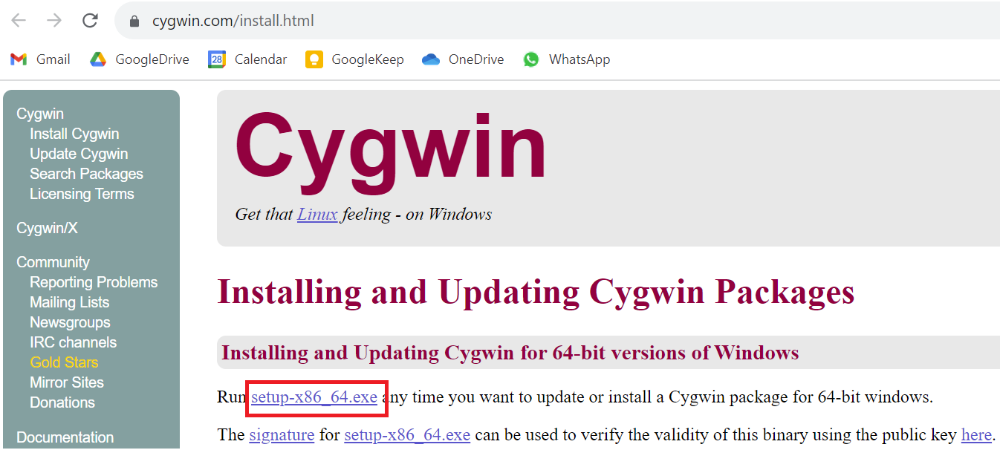 cygwin.com/install.html
Gmail GoogleDrive 28 Calendar GoogleKeep OneDrive WhatsApp
Cygwin
Install Cygwin
Update Cygwin
Search Packages
Licensing Terms
Cygwin/X
Community
Reporting Problems
Mailing Lists
Newsgroups
IRC channels
Gold Stars
Mirror Sites
Donations
Documentation
Cygwin
Get that Linux feeling - on Windows
Installing and Updating Cygwin Packages
Installing and Updating Cygwin for 64-bit versions of Windows
Run setup-x86_64.exe any time you want to update or install a Cygwin package for 64-bit windows.
The signature for setup-x86_64.exe can be used to verify the validity of this binary using the public key here.